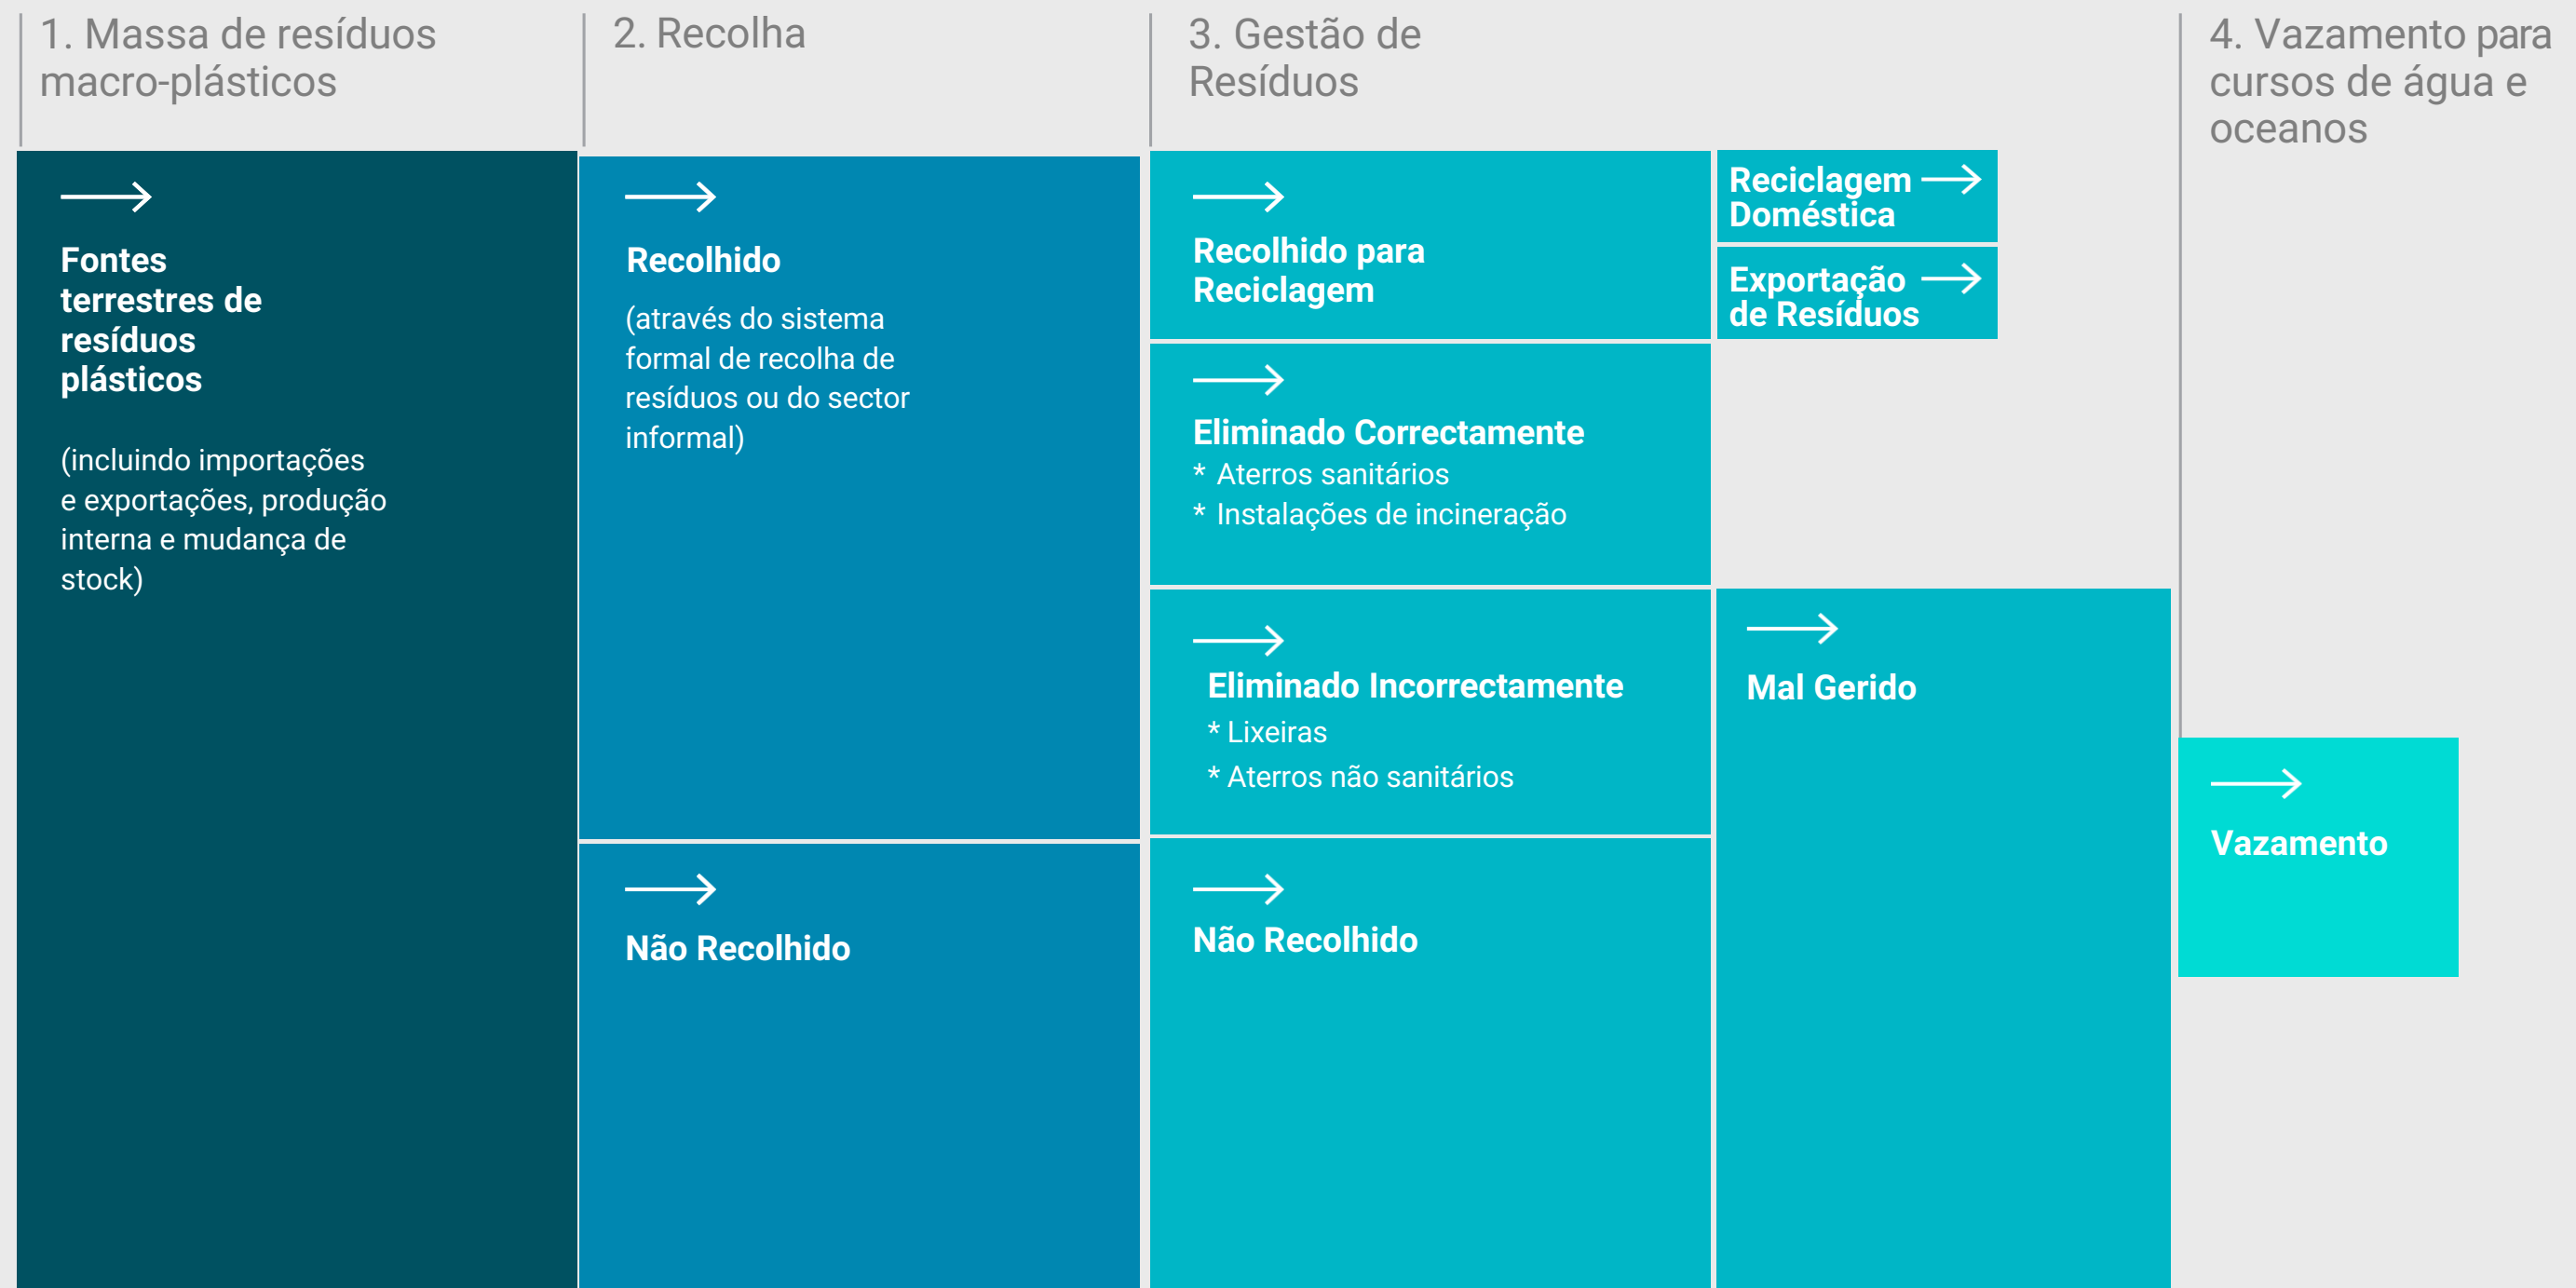 1. Massa de resíduos
macro-plásticos
2. Recolha
3. Gestão de
Resíduos
4. Vazamento para
cursos de água e
oceanos
Fontes
terrestres de
resíduos
plásticos
(incluindo importações
e exportações, produção
interna e mudança de
stock)
Recolhido
(através do sistema
formal de recolha de
resíduos ou do sector
informal)
Não Recolhido
Recolhido para
Reciclagem
Reciclagem
Doméstica
Exportação
de Resíduos
Eliminado Correctamente
* Aterros sanitários
* Instalações de incineração
Eliminado Incorrectamente
* Lixeiras
* Aterros não sanitários
Não Recolhido
Mal Gerido
Vazamento